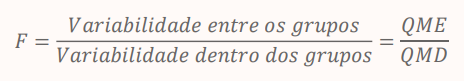 F = Variabilidade entre os grupos / Variabilidade dentro dos grupos = QME / QMD